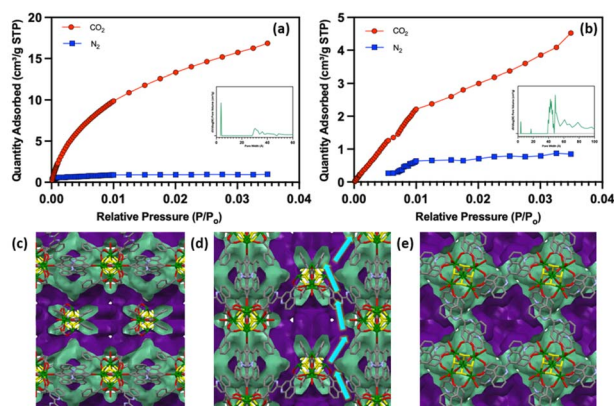 20
15
10
5
0
Quantity Adsorbed (cm³/g STP)
CO₂
N₂
(a)
0.00
0.01
0.02
0.03
0.04
Relative Pressure (P/Pₒ)
5
4
3
2
1
0
Quantity Adsorbed (cm³/g STP)
CO₂
N₂
(b)
0.00
0.01
0.02
0.03
0.04
Relative Pressure (P/Pₒ)
(c)
(d)
(e)